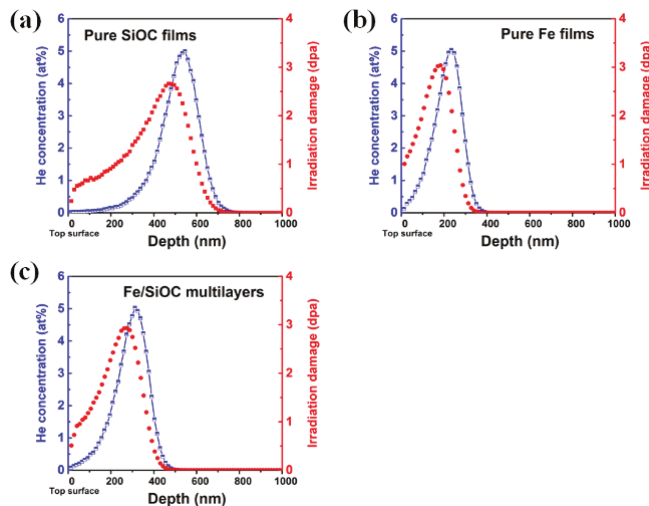 (a)
Pure SiOC films
He concentration (at%)
6
5
4
3
2
1
0
Irradiation damage (dpa)
4
3
2
1
0
0 200 400 600 800 1000
Top surface
Depth (nm)
(b)
Pure Fe films
He concentration (at%)
6
5
4
3
2
1
0
Irradiation damage (dpa)
4
3
2
1
0
0 200 400 600 800 1000
Top surface
Depth (nm)
(c)
Fe/SiOC multilayers
He concentration (at%)
6
5
4
3
2
1
0
Irradiation damage (dpa)
4
3
2
1
0
0 200 400 600 800 1000
Top surface
Depth (nm)